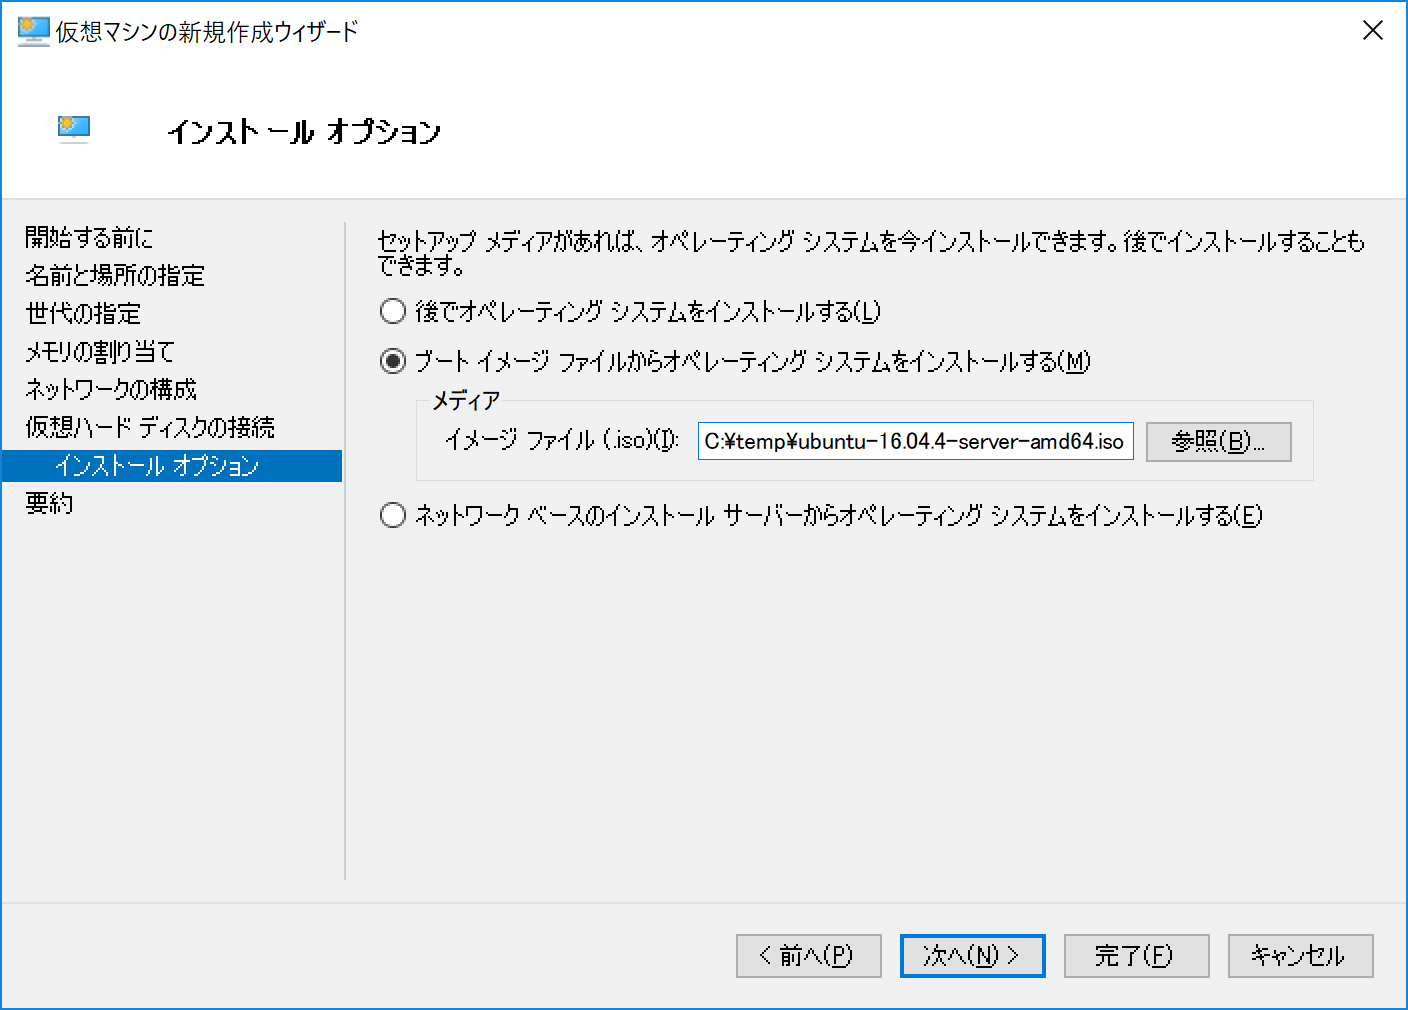 仮想マシンの新規作成ウィザード
インストール オプション
開始する前に
名前と場所の指定
世代の指定
メモリの割り当て
ネットワークの構成
仮想ハード ディスクの接続
インストール オプション
要約
セットアップ メディアがあれば、オペレーティング システムを今インストールできます。後でインストールすることも
できます。
後でオペレーティング システムをインストールする(L)
ブート イメージ ファイルからオペレーティング システムをインストールする(M)
メディア
イメージ ファイル (.iso)(I): C:¥temp¥ubuntu-16.04.4-server-amd64.iso 参照(B)...
ネットワーク ベースのインストール サーバーからオペレーティング システムをインストールする(E)
< 前へ(P) 次へ(N) > 完了(F) キャンセル